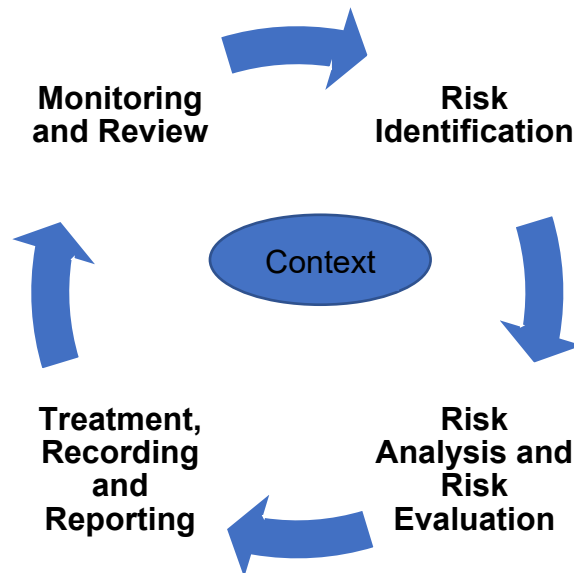 Monitoring
and Review
Risk
Identification
Context
Treatment,
Recording
and
Reporting
Risk
Analysis and
Risk
Evaluation